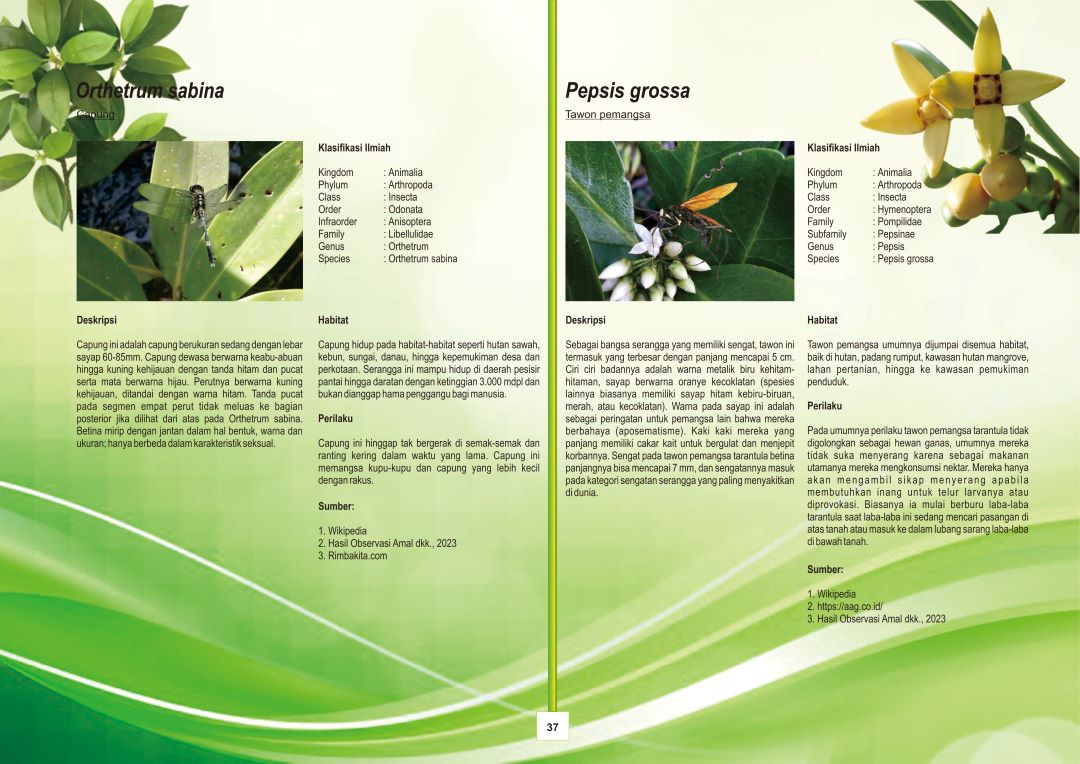 Orthetrum sabina
Capung
Klasifikasi Ilmiah
Kingdom : Animalia
Phylum : Arthropoda
Class : Insecta
Order : Odonata
Infraorder : Anisoptera
Family : Libellulidae
Genus : Orthetrum
Species : Orthetrum sabina
Deskripsi
Capung ini adalah capung berukuran sedang dengan lebar
sayap 60-85mm. Capung dewasa berwarna keabu-abuan
hingga kuning kehijauan dengan tanda hitam dan pucat
serta mata berwarna hijau. Perutnya berwarna kuning
kehijauan, ditandai dengan warna hitam. Tanda pucat
pada segmen empat perut tidak meluas ke bagian
posterior jika dilihat dari atas pada Orthetrum sabina.
Betina mirip dengan jantan dalam hal bentuk, warna dan
ukuran; hanya berbeda dalam karakteristik seksual.
Habitat
Capung hidup pada habitat-habitat seperti hutan sawah,
kebun, sungai, danau, hingga kepemukiman desa dan
perkotaan. Serangga ini mampu hidup di daerah pesisir
pantai hingga daratan dengan ketinggian 3.000 mdpl dan
bukan dianggap hama penggangu bagi manusia.
Perilaku
Capung ini hinggap tak bergerak di semak-semak dan
ranting kering dalam waktu yang lama. Capung ini
memangsa kupu-kupu dan capung yang lebih kecil
dengan rakus.
Sumber:
1. Wikipedia
2. Hasil Observasi Amal dkk., 2023
3. Rimbakita.com
Pepsis grossa
Tawon pemangsa
Klasifikasi Ilmiah
Kingdom : Animalia
Phylum : Arthropoda
Class : Insecta
Order : Hymenoptera
Family : Pompilidae
Subfamily : Pepsinae
Genus : Pepsis
Species : Pepsis grossa
Deskripsi
Sebagai bangsa serangga yang memiliki sengat, tawon ini
termasuk yang terbesar dengan panjang mencapai 5 cm.
Ciri ciri badannya adalah warna metalik biru kehitam-
hitaman, sayap berwarna oranye kecoklatan (spesies
lainnya biasanya memiliki sayap hitam kebiru-biruan,
merah, atau kecoklatan). Warna pada sayap ini adalah
sebagai peringatan untuk pemangsa lain bahwa mereka
berbahaya (aposematisme). Kaki kaki mereka yang
panjang memiliki cakar kait untuk bergulat dan menjepit
korbannya. Sengat pada tawon pemangsa tarantula betina
panjangnya bisa mencapai 7 mm, dan sengatannya masuk
pada kategori sengatan serangga yang paling menyakitkan
di dunia.
Habitat
Tawon pemangsa umumnya dijumpai disemua habitat,
baik di hutan, padang rumput, kawasan hutan mangrove,
lahan pertanian, hingga ke kawasan pemukiman
penduduk.
Perilaku
Pada umumnya perilaku tawon pemangsa tarantula tidak
digolongkan sebagai hewan ganas, umumnya mereka
tidak suka menyerang karena sebagai makanan
utamanya mereka mengkonsumsi nektar. Mereka hanya
akan mengambil sikap menyerang apabila
membutuhkan inang untuk telur larvanya atau
diprovokasi. Biasanya ia mulai berburu laba-laba
tarantula saat laba-laba ini sedang mencari pasangan di
atas tanah atau masuk ke dalam lubang sarang laba-laba
di bawah tanah.
Sumber:
1. Wikipedia
2. https://aag.co.id/
3. Hasil Observasi Amal dkk., 2023
37